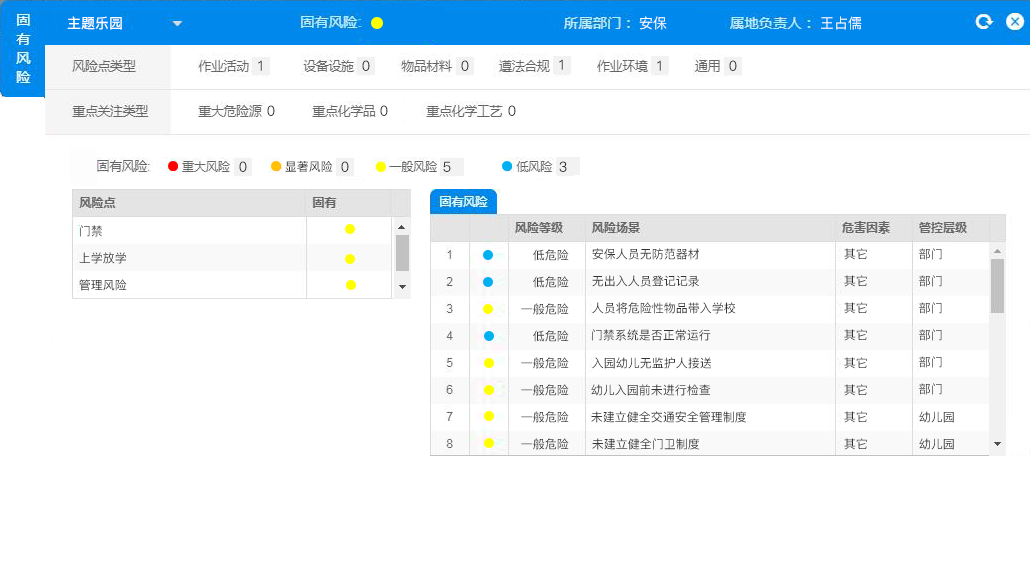 固有风险
主题乐园 固有风险: 所属部门： 安保 属地负责人： 王占儒
风险点类型 作业活动 1 设备设施 0 物品材料 0 遵法合规 1 作业环境 1 通用 0
重点关注类型 重大危险源 0 重点化学品 0 重点化学工艺 0
固有风险: 重大风险 0 显著风险 0 一般风险 5 低风险 3
风险点 固有
门禁
上学放学
管理风险
固有风险
风险等级 风险场景 危害因素 管控层级
1 低危险 安保人员无防范器材 其它 部门
2 低危险 无出入人员登记记录 其它 部门
3 一般危险 人员将危险性物品带入学校 其它 部门
4 低危险 门禁系统是否正常运行 其它 部门
5 一般危险 入园幼儿无监护人接送 其它 部门
6 一般危险 幼儿入园前未进行检查 其它 部门
7 一般危险 未建立健全交通安全管理制度 其它 幼儿园
8 一般危险 未建立健全门卫制度 其它 幼儿园